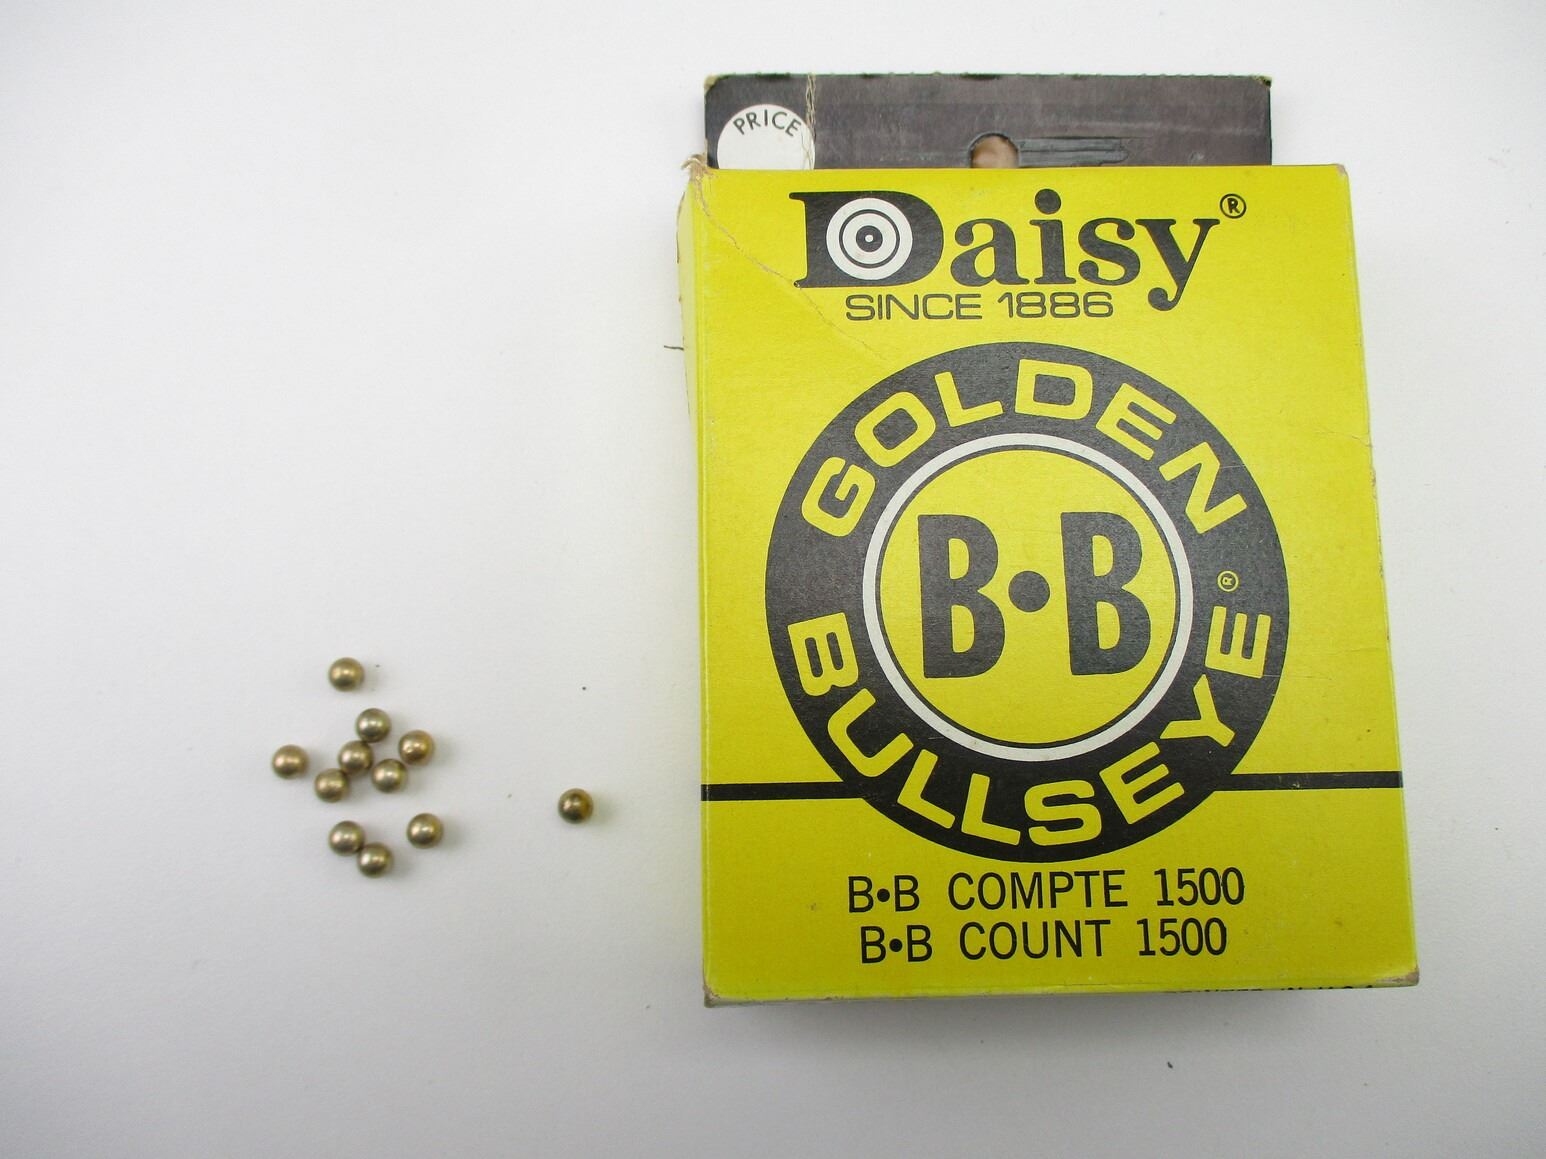 PRICE
Daisy®
SINCE 1886
GOLDEN
B•B
BULLSEYE®
B•B COMPTE 1500
B•B COUNT 1500